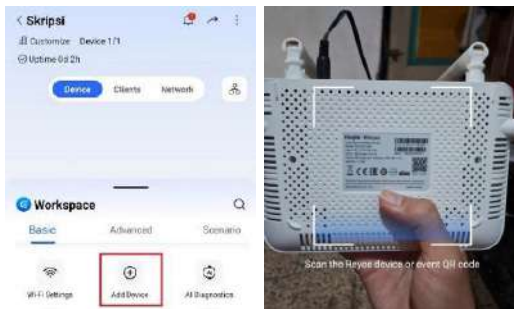 Skripsi
Customize Device 1/1
Uptime 0d 2h
Device Clients Network
Workspace
Basic Advanced Scenario
Wi-Fi Settings Add Device AI Diagnostics
Scan the Reyee device or event QR code